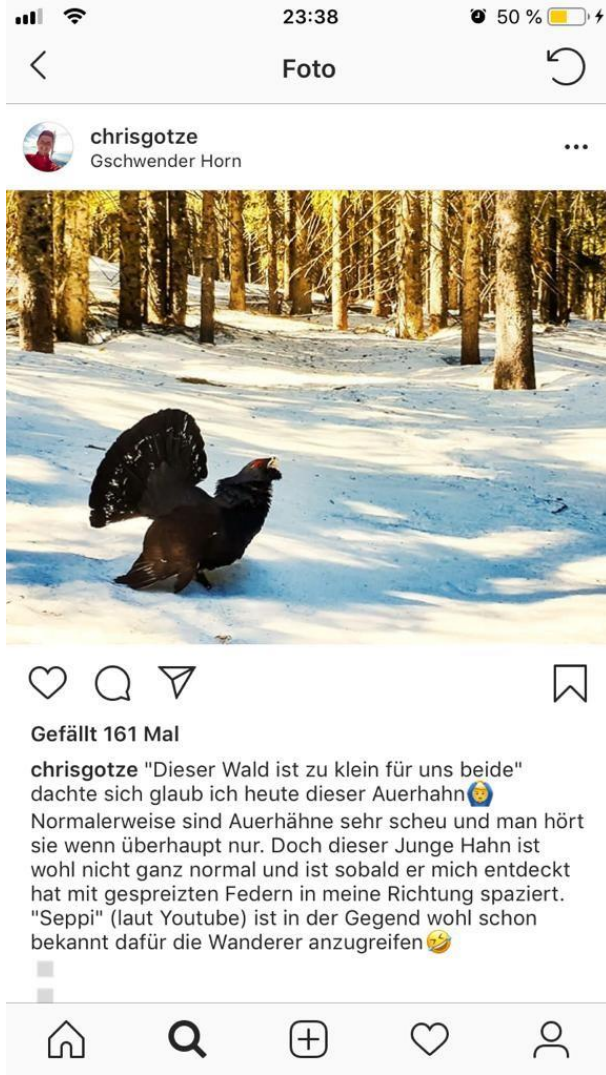 23:38
50 %
Foto
chrisgotze
Gschwender Horn
Gefällt 161 Mal
chrisgotze "Dieser Wald ist zu klein für uns beide"
dachte sich glaub ich heute dieser Auerhahn🙆‍♂️
Normalerweise sind Auerhähne sehr scheu und man hört
sie wenn überhaupt nur. Doch dieser Junge Hahn ist
wohl nicht ganz normal und ist sobald er mich entdeckt
hat mit gespreizten Federn in meine Richtung spaziert.
"Seppi" (laut Youtube) ist in der Gegend wohl schon
bekannt dafür die Wanderer anzugreifen🤣